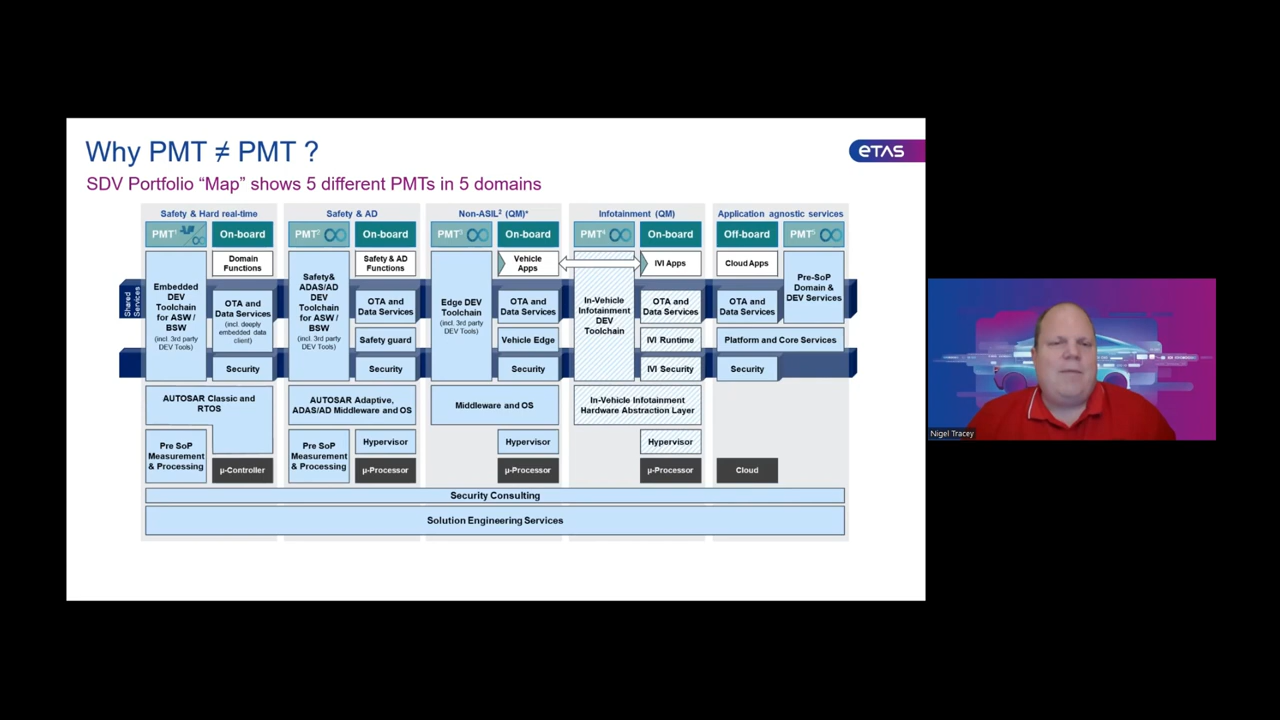 Why PMT ≠ PMT ?
eTAS
SDV Portfolio “Map” shows 5 different PMTs in 5 domains
Safety & Hard real-time
Safety & AD
Non-ASIL² (QM)*
Infotainment (QM)
Application agnostic services
PMT¹
On-board
PMT²
On-board
PMT³
On-board
PMT⁴
On-board
Off-board
PMT⁵
Shared
Services
Embedded
DEV
Toolchain
for ASW /
BSW
(incl. 3rd party
DEV Tools)
Domain
Functions
OTA and
Data Services
(incl. deeply
embedded data
client)
Security
Safety&
ADAS/AD
DEV
Toolchain
for ASW /
BSW
(incl. 3rd party
DEV Tools)
Safety & AD
Functions
OTA and
Data Services
Safety guard
Security
Edge DEV
Toolchain
(incl. 3rd party
DEV Tools)
Vehicle
Apps
OTA and
Data Services
Vehicle Edge
Security
In-Vehicle
Infotainment
DEV
Toolchain
IVI Apps
OTA and
Data Services
IVI Runtime
IVI Security
Cloud Apps
OTA and
Data Services
Pre-SoP
Domain &
DEV Services
Platform and Core Services
Security
AUTOSAR Classic and
RTOS
AUTOSAR Adaptive,
ADAS/AD Middleware and OS
Middleware and OS
In-Vehicle Infotainment
Hardware Abstraction Layer
Pre SoP
Measurement
& Processing
µ-Controller
Pre SoP
Measurement
& Processing
Hypervisor
µ-Processor
Hypervisor
µ-Processor
Hypervisor
µ-Processor
Cloud
Security Consulting
Solution Engineering Services
Nigel Tracey